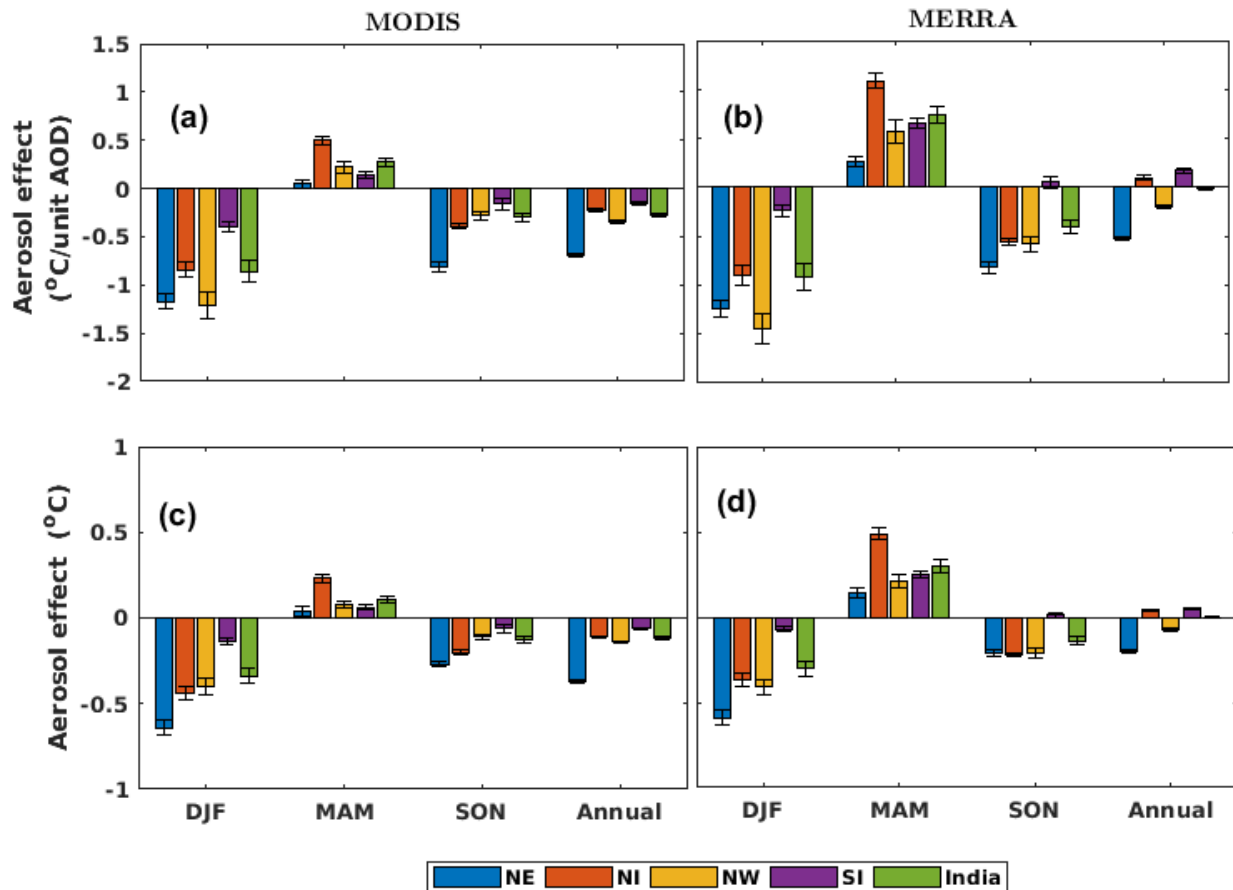 MODIS
MERRA
Aerosol effect
(°C/unit AOD)
1.5
1
0.5
0
-0.5
-1
-1.5
-2
(a)
(b)
Aerosol effect (°C)
1
0.5
0
-0.5
-1
(c)
(d)
DJF MAM SON Annual
DJF MAM SON Annual
NE NI NW SI India